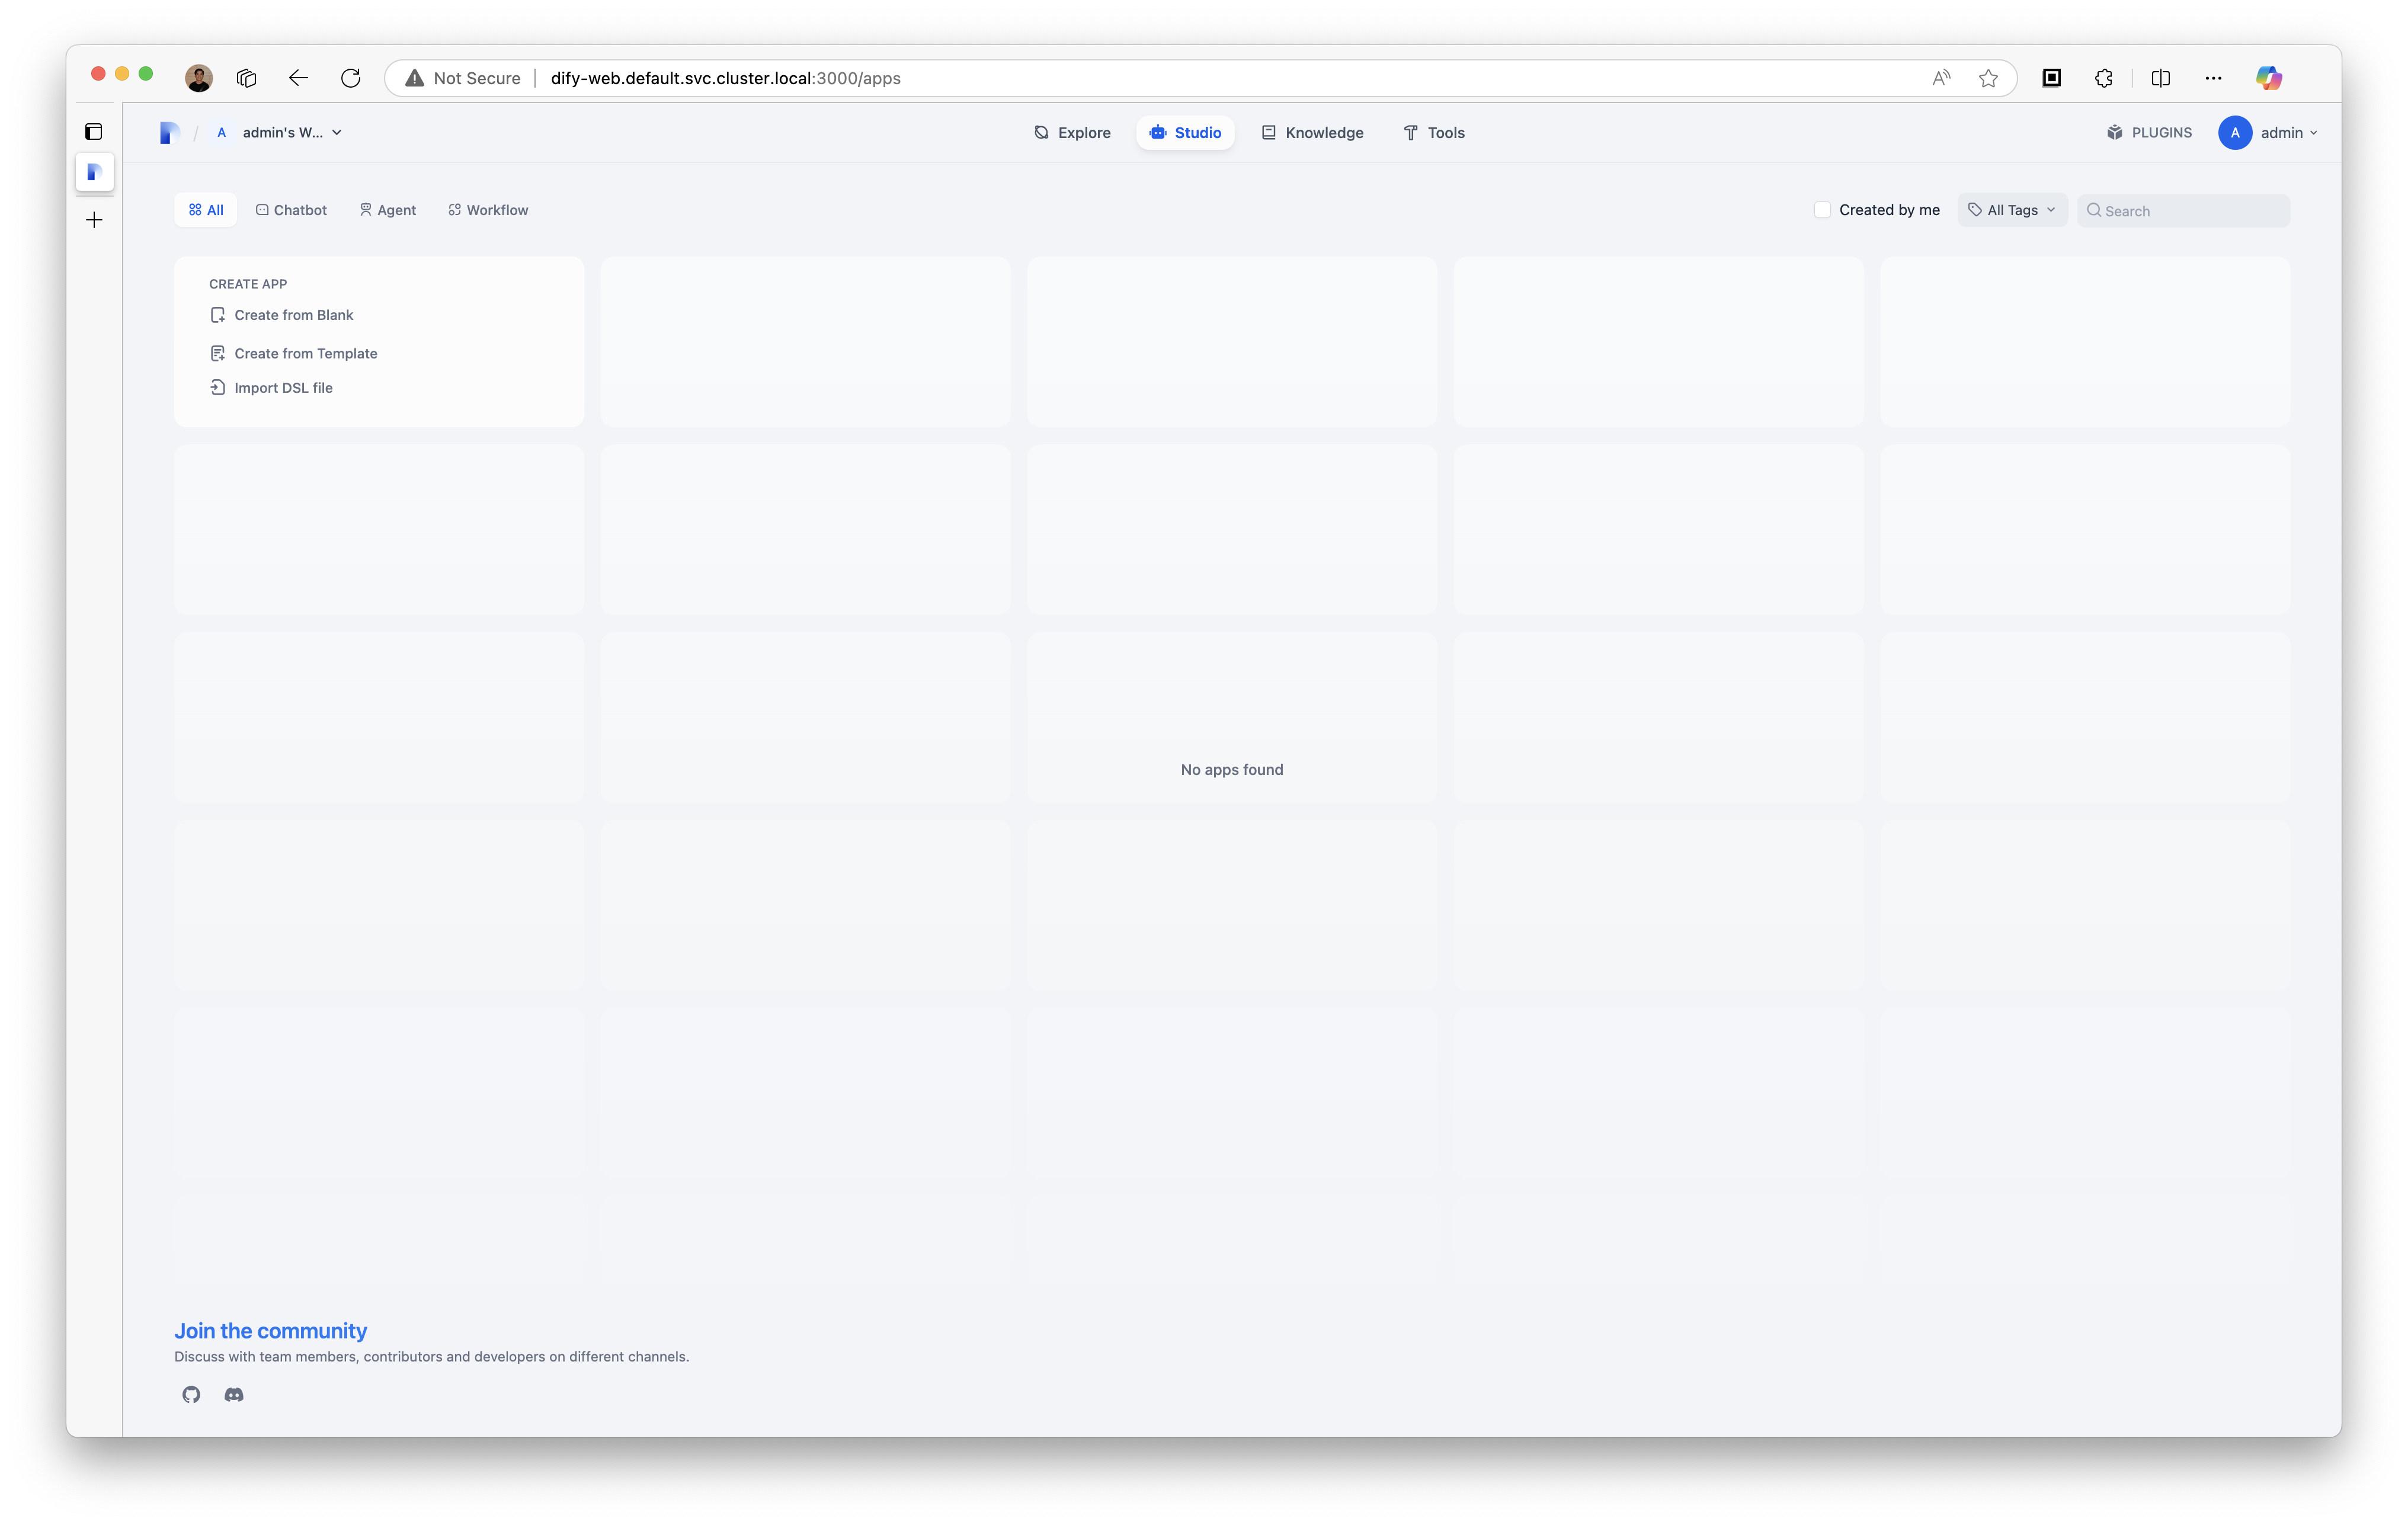 Not Secure dify-web.default.svc.cluster.local:3000/apps
A admin's W... Explore Studio Knowledge Tools PLUGINS A admin
All Chatbot Agent Workflow Created by me All Tags Search
CREATE APP
Create from Blank
Create from Template
Import DSL file
No apps found
Join the community
Discuss with team members, contributors and developers on different channels.